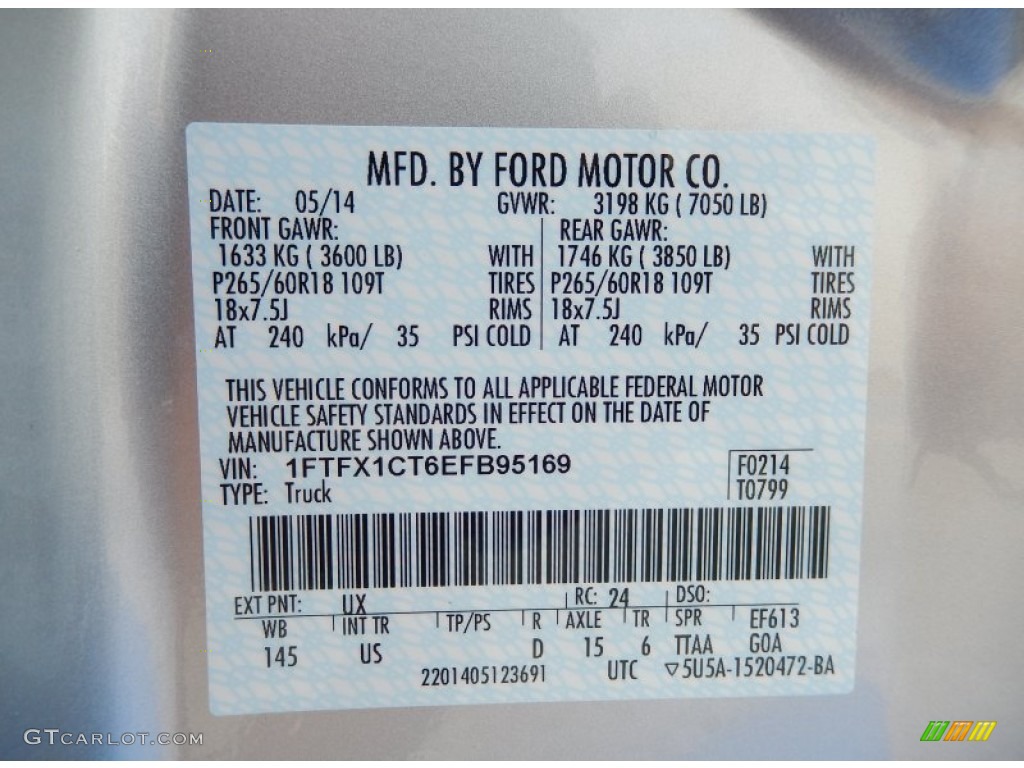 MFD. BY FORD MOTOR CO.
DATE: 05/14 GVWR: 3198 KG ( 7050 LB)
FRONT GAWR: REAR GAWR:
1633 KG ( 3600 LB) WITH 1746 KG ( 3850 LB) WITH
P265/60R18 109T TIRES P265/60R18 109T TIRES
18x7.5J RIMS 18x7.5J RIMS
AT 240 kPa/ 35 PSI COLD AT 240 kPa/ 35 PSI COLD
THIS VEHICLE CONFORMS TO ALL APPLICABLE FEDERAL MOTOR
VEHICLE SAFETY STANDARDS IN EFFECT ON THE DATE OF
MANUFACTURE SHOWN ABOVE.
VIN: 1FTFX1CT6EFB95169 F0214
TYPE: Truck T0799
EXT PNT: UX RC: 24 DSO:
WB INT TR TP/PS R AXLE TR SPR EF613
145 US D 15 6 TTAA GOA
2201405123691 UTC ▽5U5A-1520472-BA
GTCarLot.com